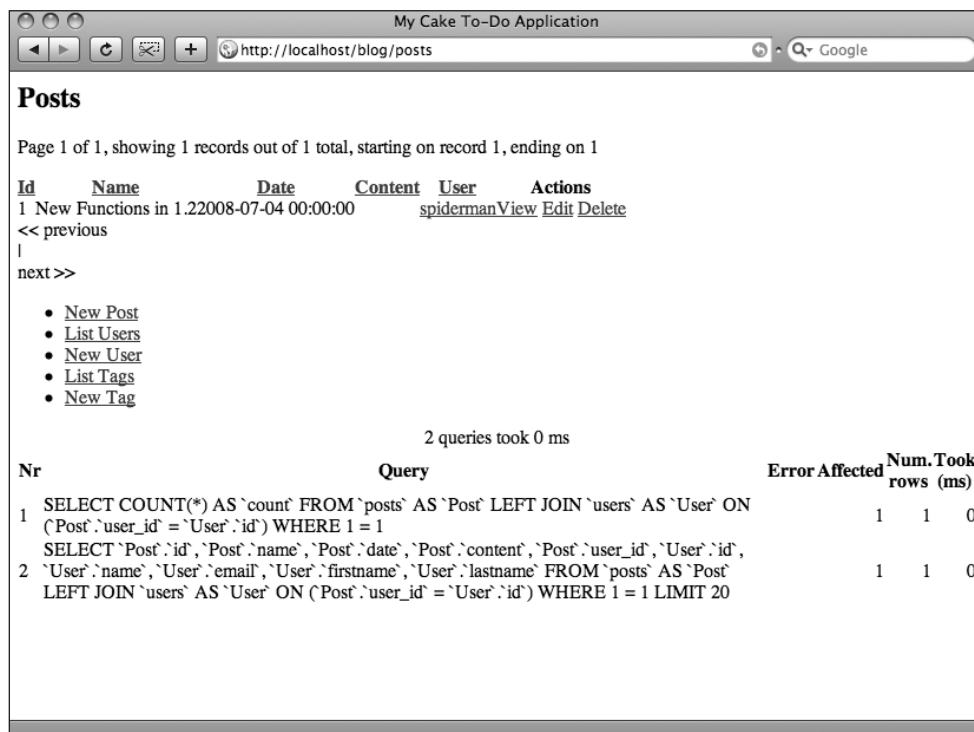 My Cake To-Do Application
http://localhost/blog/posts
Google
Posts
Page 1 of 1, showing 1 records out of 1 total, starting on record 1, ending on 1
Id Name Date Content User Actions
1 New Functions in 1.22008-07-04 00:00:00 spidermanView Edit Delete
<< previous
|
next >>
• New Post
• List Users
• New User
• List Tags
• New Tag
2 queries took 0 ms
Nr Query Error Affected Num. rows Took (ms)
1 SELECT COUNT(*) AS `count` FROM `posts` AS `Post` LEFT JOIN `users` AS `User` ON
(`Post`.`user_id` = `User`.`id`) WHERE 1 = 1 1 1 0
SELECT `Post`.`id`, `Post`.`name`, `Post`.`date`, `Post`.`content`, `Post`.`user_id`, `User`.`id`,
2 `User`.`name`, `User`.`email`, `User`.`firstname`, `User`.`lastname` FROM `posts` AS `Post` 1 1 0
LEFT JOIN `users` AS `User` ON (`Post`.`user_id` = `User`.`id`) WHERE 1 = 1 LIMIT 20